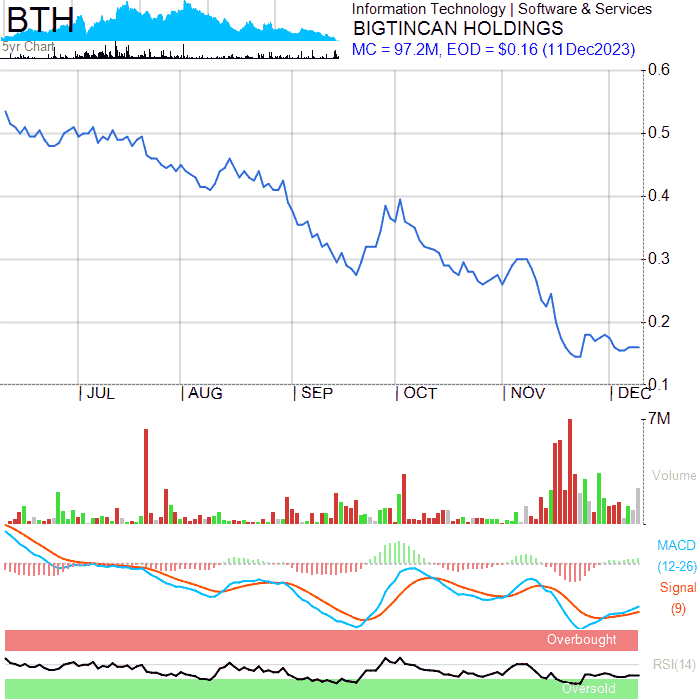 BTH
Information Technology | Software & Services
BIGTINCAN HOLDINGS
MC = 97.2M, EOD = $0.16 (11Dec2023)
5yr Chart
0.6
0.5
0.4
0.3
0.2
0.1
JUL AUG SEP OCT NOV DEC
7M
Volume
MACD
(12-26)
Signal
(9)
Overbought
RSI(14)
Oversold